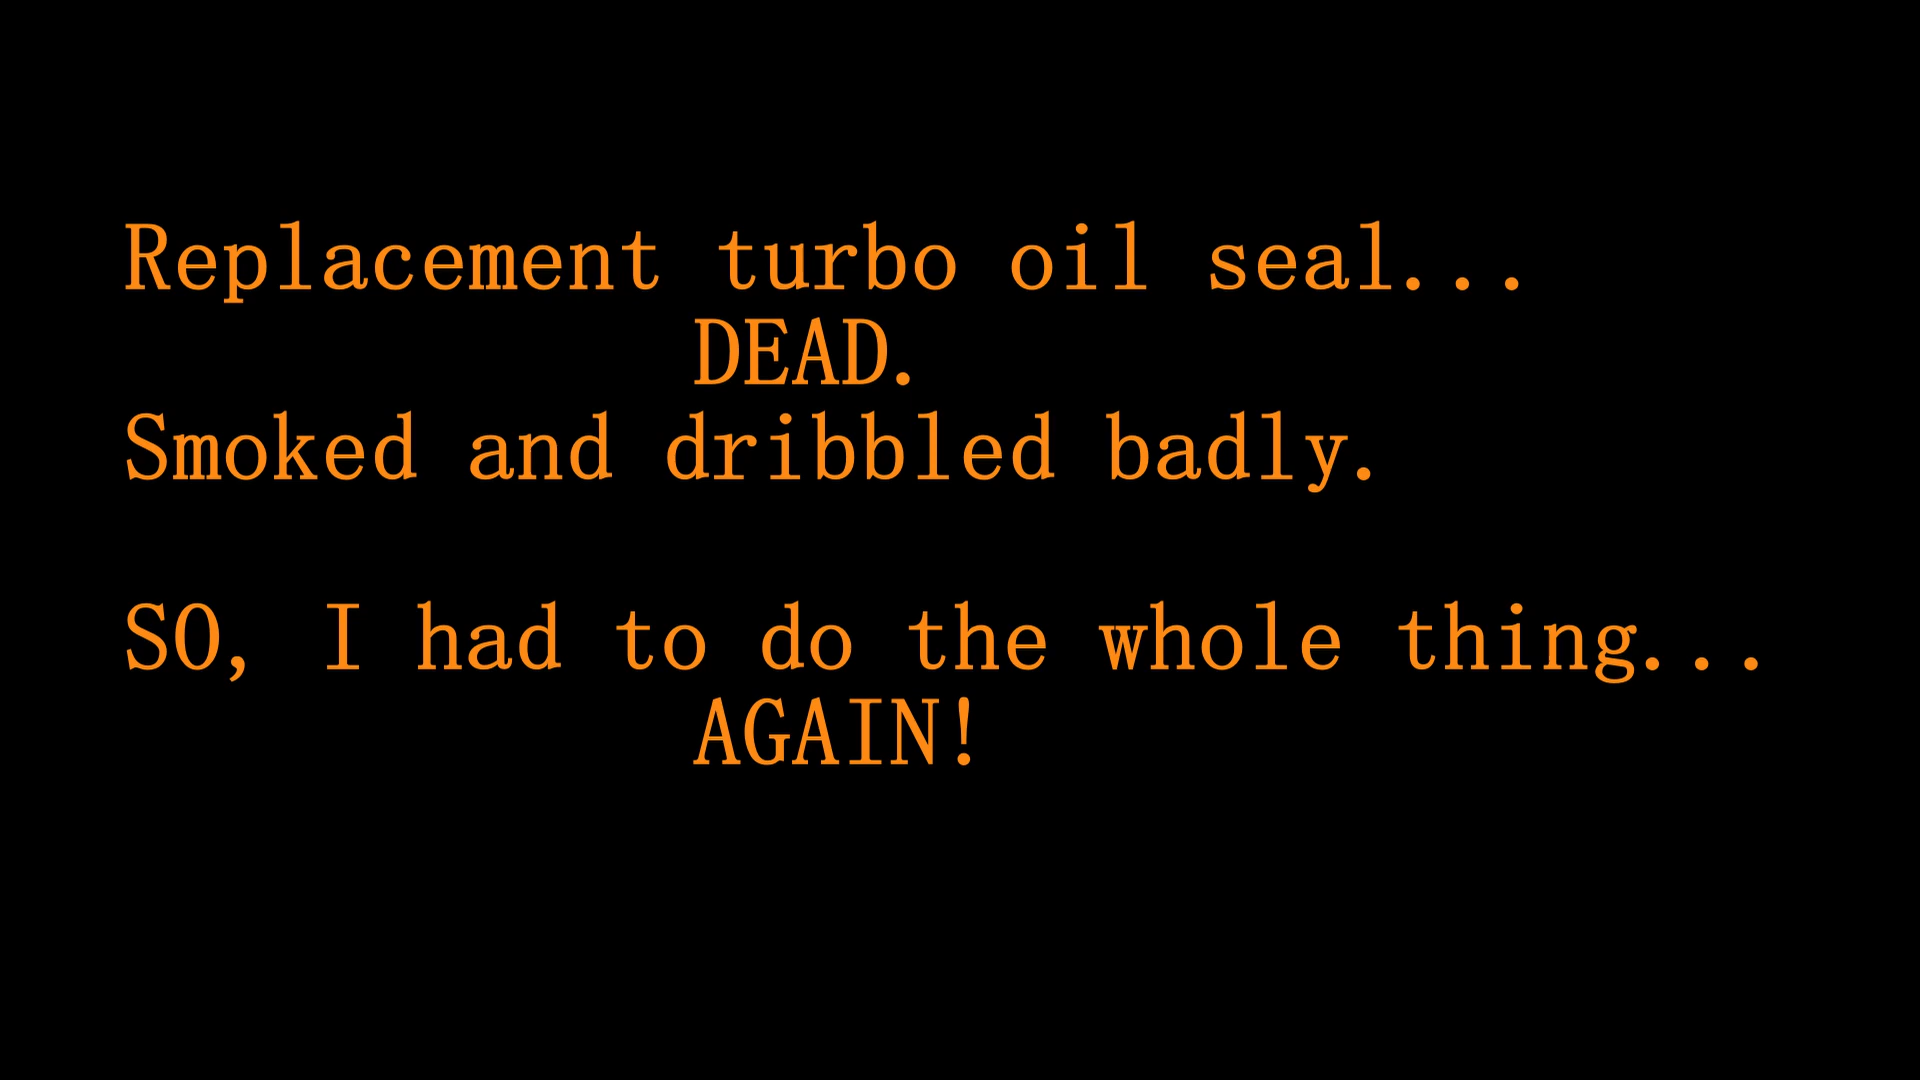 Replacement turbo oil seal...
DEAD.
Smoked and dribbled badly.
SO, I had to do the whole thing...
AGAIN!